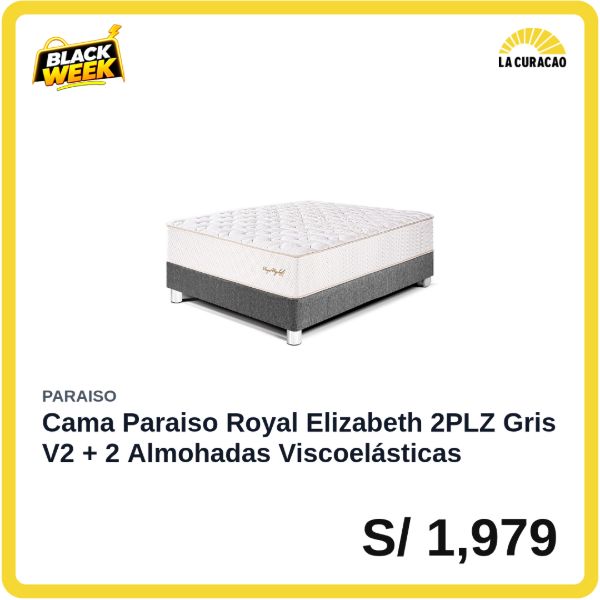 BLACK
WEEK
LA CURACAO
PARAISO
Cama Paraiso Royal Elizabeth 2PLZ Gris
V2 + 2 Almohadas Viscoelásticas
S/ 1,979